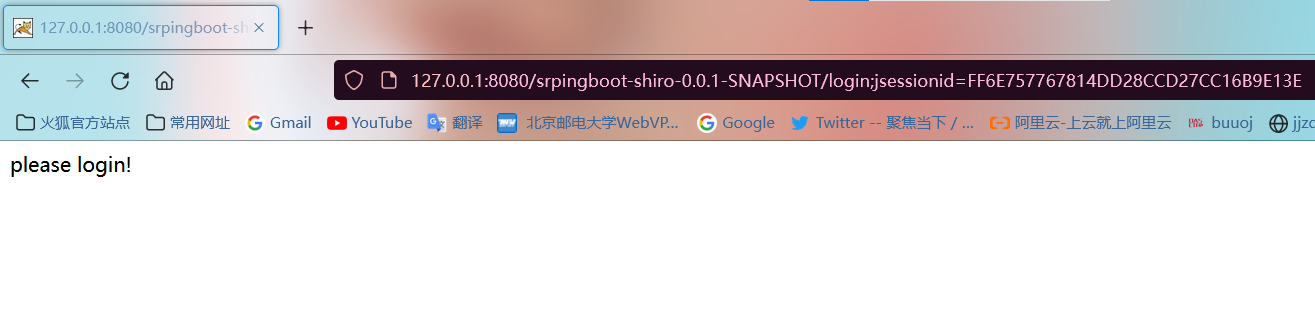 127.0.0.1:8080/srpingboot-sh
127.0.0.1:8080/srpingboot-shiro-0.0.1-SNAPSHOT/login;jsessionid=FF6E757767814DD28CCD27CC16B9E13E
火狐官方站点 常用网址 Gmail YouTube 翻译 北京邮电大学WebVP... Google Twitter -- 聚焦当下 / ... 阿里云-上云就上阿里云 buuoj jjzc
please login!